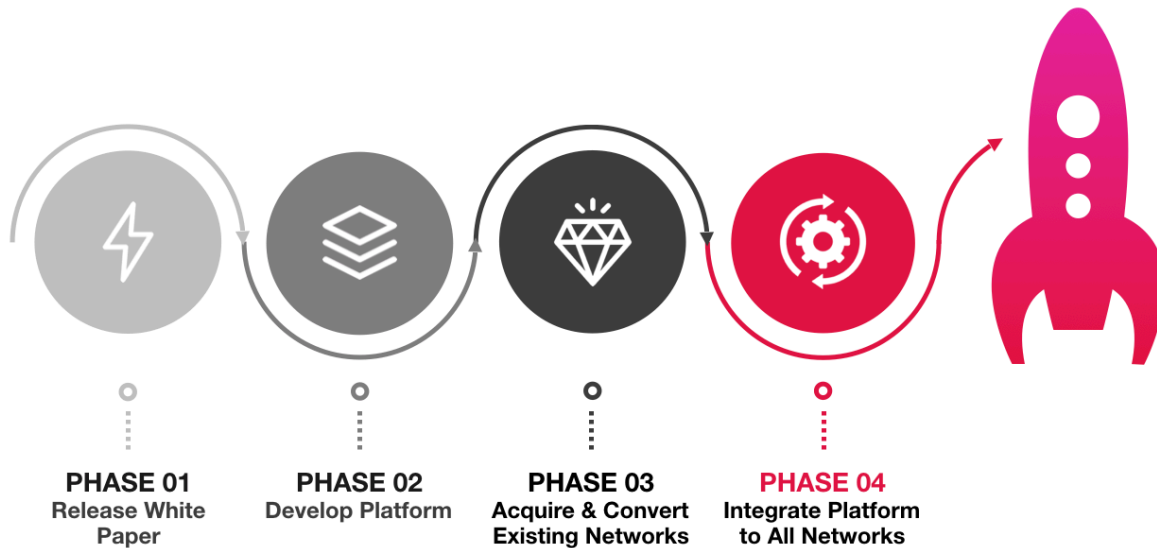 PHASE 01
Release White
Paper
PHASE 02
Develop Platform
PHASE 03
Acquire & Convert
Existing Networks
PHASE 04
Integrate Platform
to All Networks